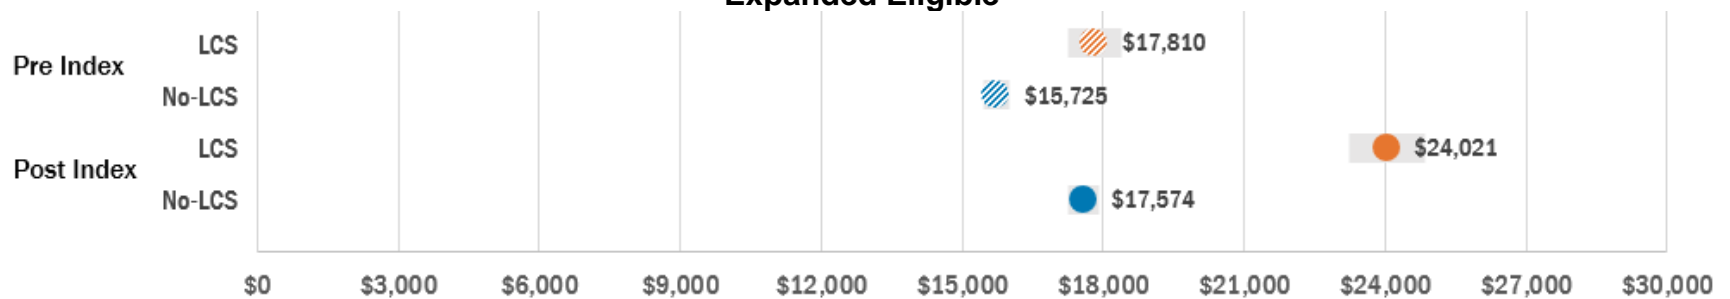 Expanded Eligible
Pre Index
LCS $17,810
No-LCS $15,725
Post Index
LCS $24,021
No-LCS $17,574
$0 $3,000 $6,000 $9,000 $12,000 $15,000 $18,000 $21,000 $24,000 $27,000 $30,000